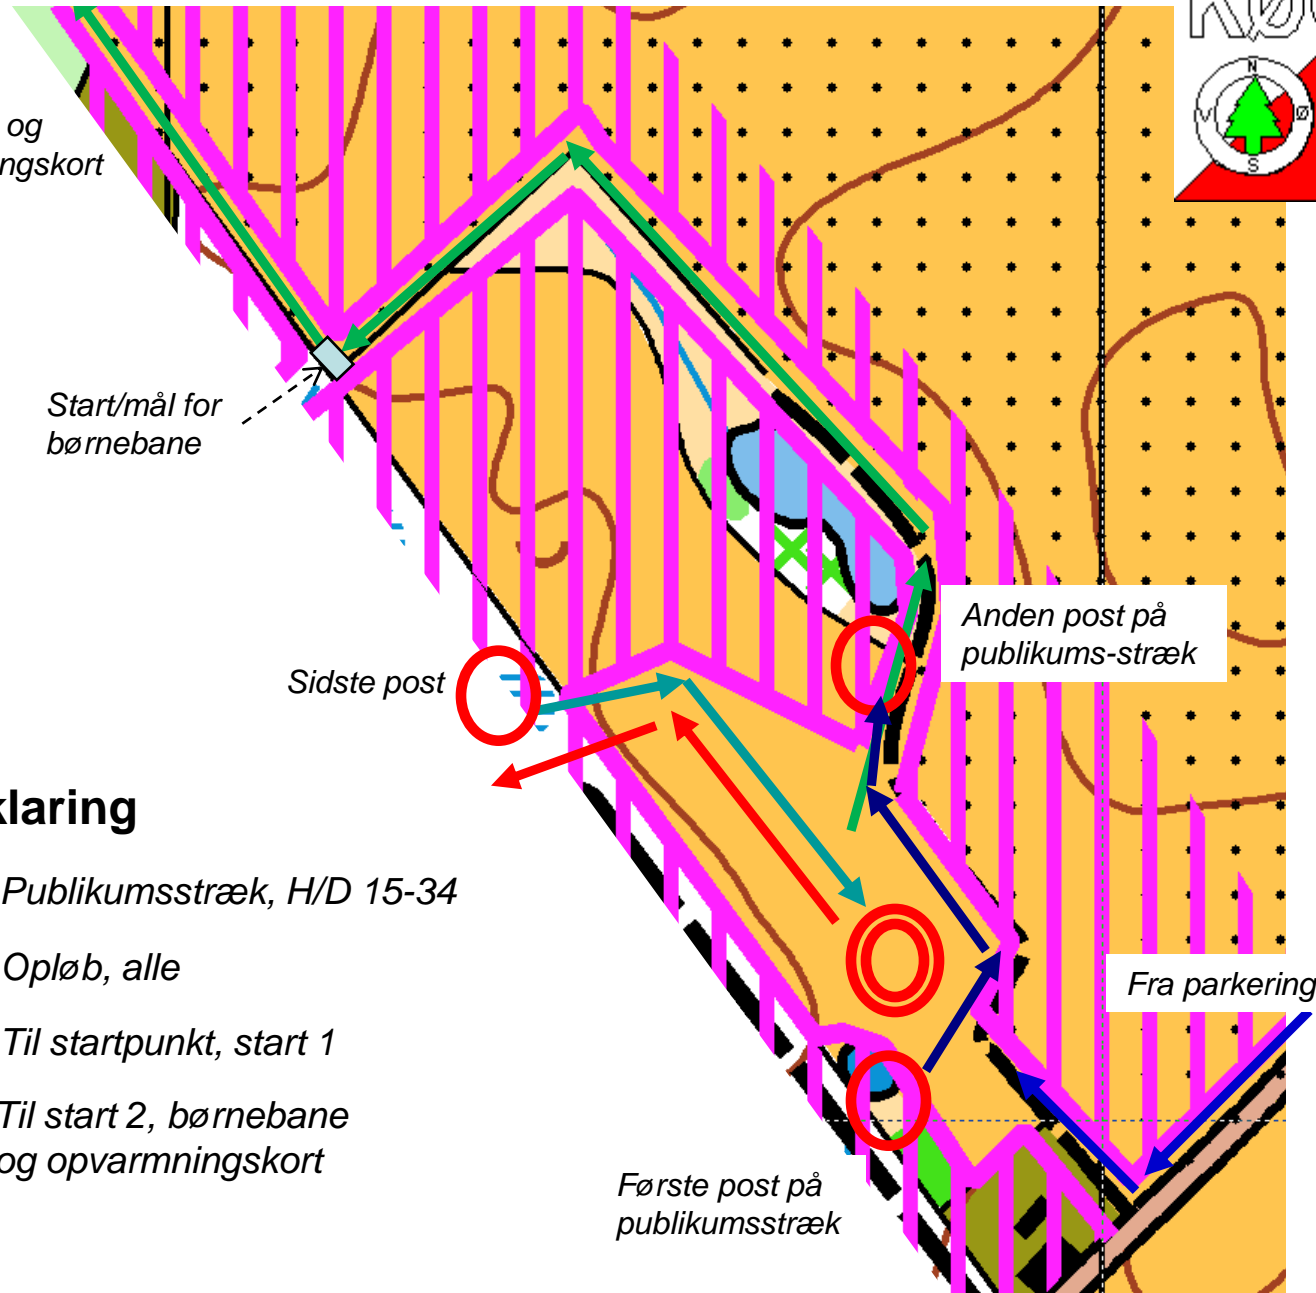 og
ngskort
N
V
Ø
S
Start/mål for
børnebane
Anden post på
publikums-stræk
Sidste post
klaring
Publikumsstræk, H/D 15-34
Opløb, alle
Fra parkering
Til startpunkt, start 1
Til start 2, børnebane
og opvarmningskort
Første post på
publikumsstræk